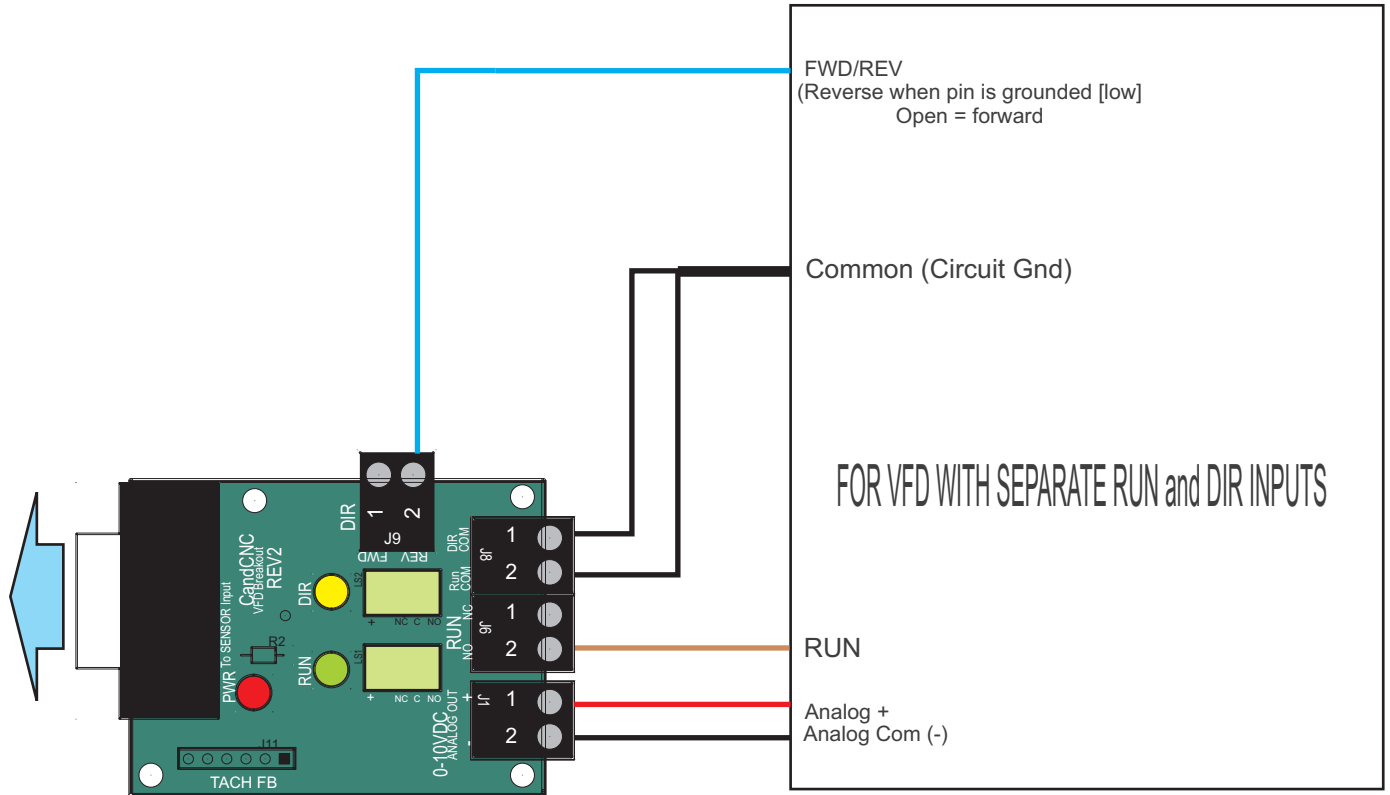 FWD/REV
(Reverse when pin is grounded [low]
Open = forward
Common (Circuit Gnd)
FOR VFD WITH SEPARATE RUN and DIR INPUTS
RUN
Analog +
Analog Com (-)
DIR
1
2
J9
FWD
REV
To SENSOR Input
CandCNC
VFD Breakout
REV2
DIR
LS2
+ NC C NO
R2
RUN
LS1
+ NC C NO
PWR
DIR COM
1
Run COM
2
J8
RUN
NC
1
NO
2
J6
0-10VDC
ANALOG OUT
+
1
-
2
J1
J11
TACH FB